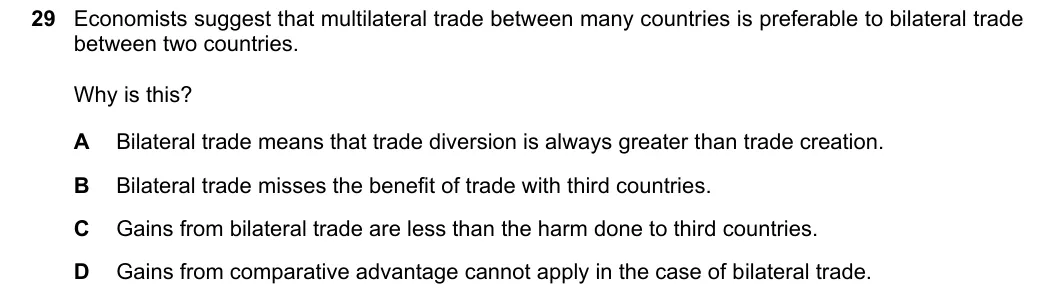 29 Economists suggest that multilateral trade between many countries is preferable to bilateral trade
between two countries.
Why is this?
A Bilateral trade means that trade diversion is always greater than trade creation.
B Bilateral trade misses the benefit of trade with third countries.
C Gains from bilateral trade are less than the harm done to third countries.
D Gains from comparative advantage cannot apply in the case of bilateral trade.